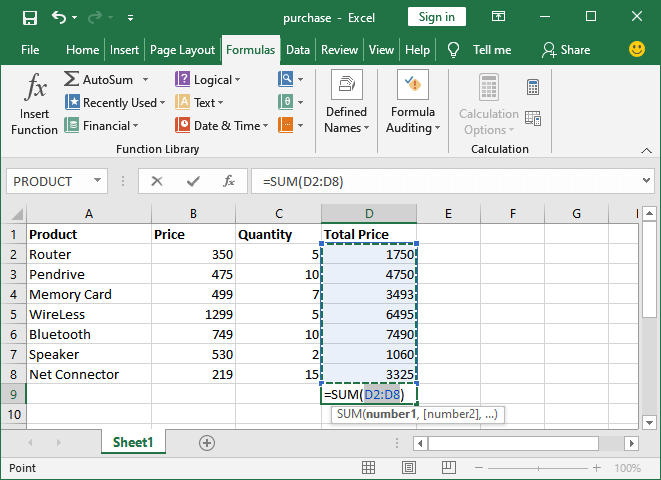 purchase - Excel Sign in
File Home Insert Page Layout Formulas Data Review View Help Tell me Share
fx Insert Function
AutoSum Logical
Recently Used Text
Financial Date & Time
Defined Names
Formula Auditing
Calculation Options
Function Library Calculation
PRODUCT fx =SUM(D2:D8)
A B C D E F G H
1 Product Price Quantity Total Price
2 Router 350 5 1750
3 Pendrive 475 10 4750
4 Memory Card 499 7 3493
5 WireLess 1299 5 6495
6 Bluetooth 749 10 7490
7 Speaker 530 2 1060
8 Net Connector 219 15 3325
9 =SUM(D2:D8)
10 SUM(number1, [number2], ...)
Sheet1
Point 100%